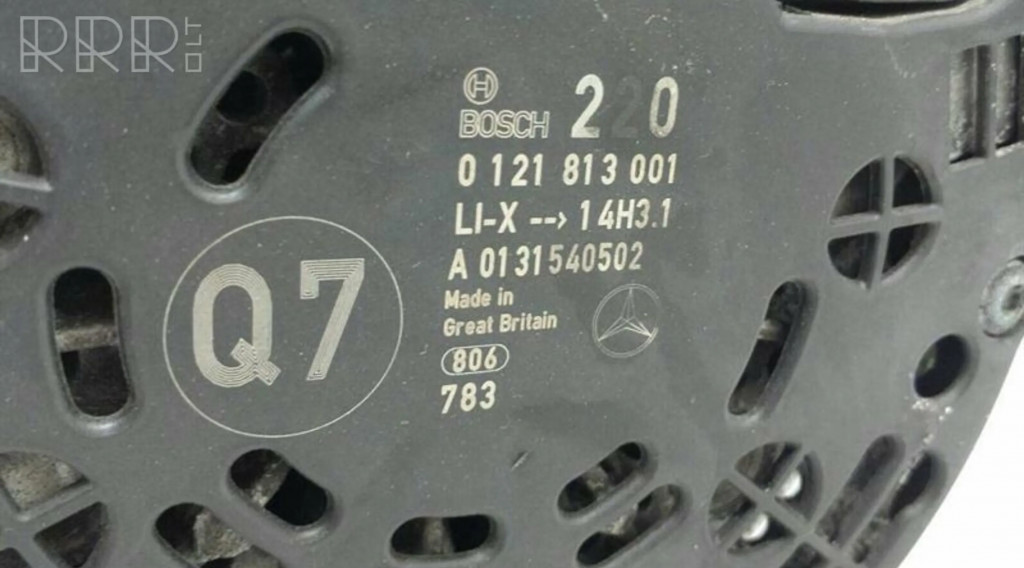 RRR.LT
BOSCH 220
0 121 813 001
LI-X --> 14H3.1
A 0131540502
Q7
Made in
Great Britain
806
783